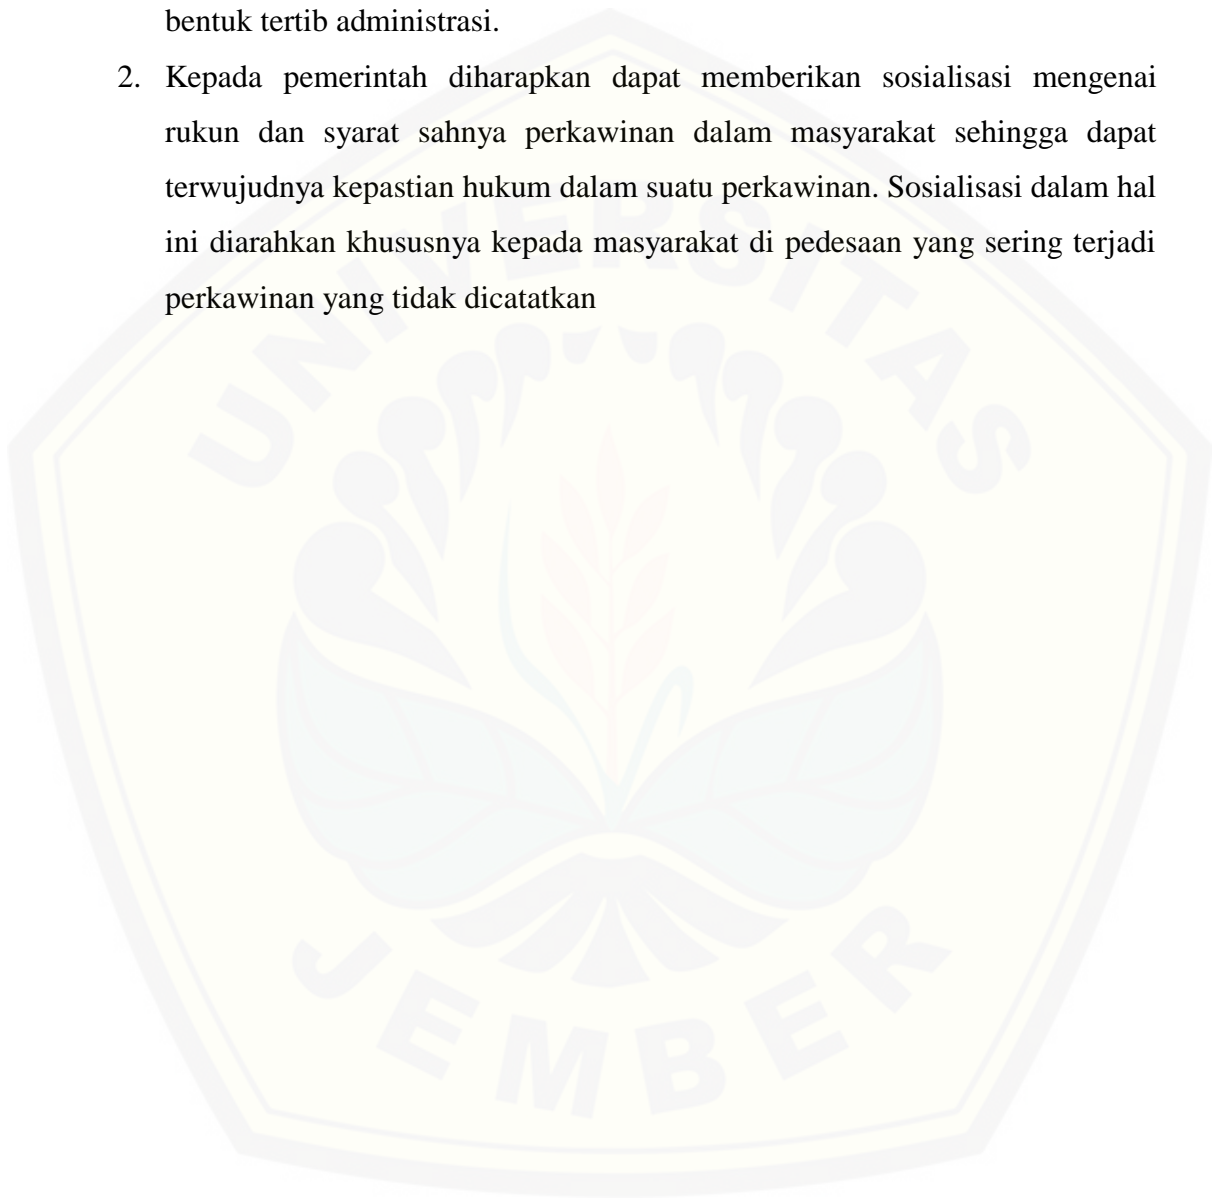 bentuk tertib administrasi.
2. Kepada pemerintah diharapkan dapat memberikan sosialisasi mengenai
rukun dan syarat sahnya perkawinan dalam masyarakat sehingga dapat
terwujudnya kepastian hukum dalam suatu perkawinan. Sosialisasi dalam hal
ini diarahkan khususnya kepada masyarakat di pedesaan yang sering terjadi
perkawinan yang tidak dicatatkan
UNIVERSITAS
JEMBER